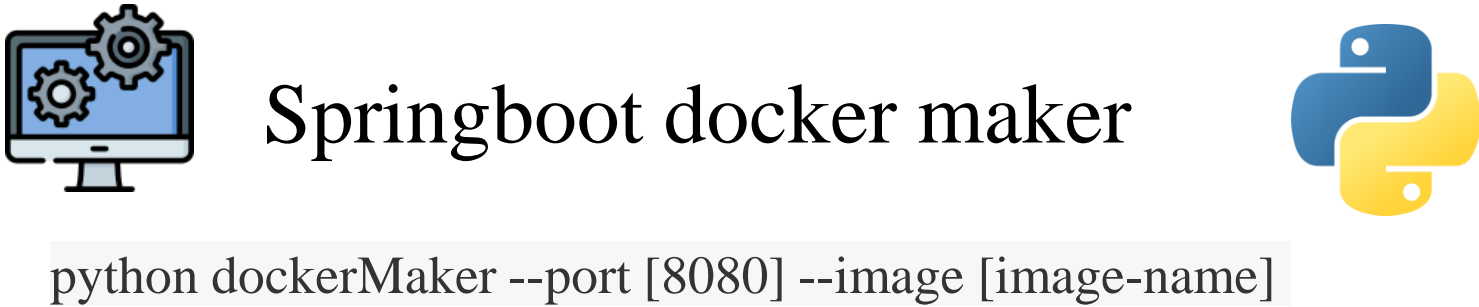 Springboot docker maker
python dockerMaker --port [8080] --image [image-name]